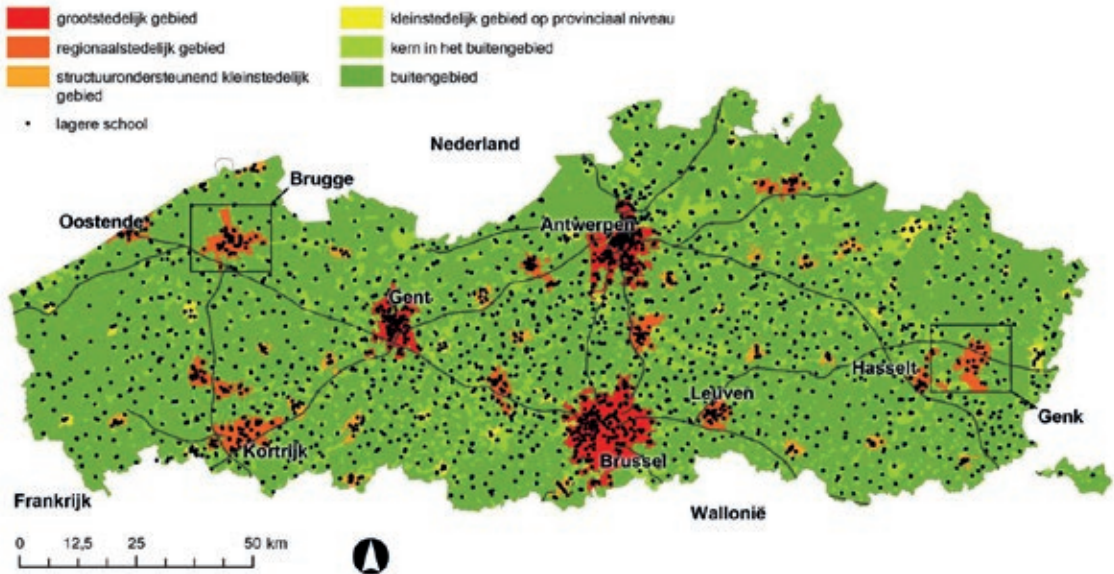 grootstedelijk gebied
regionaalstedelijk gebied
structuurondersteunend kleinstedelijk
gebied
lagere school
kleinstedelijk gebied op provinciaal niveau
kern in het buitengebied
buitengebied
Nederland
Brugge
Oostende
Antwerpen
Gent
Hasselt
Leuven
Genk
Kortrijk
Brussel
Frankrijk
Wallonië
0 12,5 25 50 km